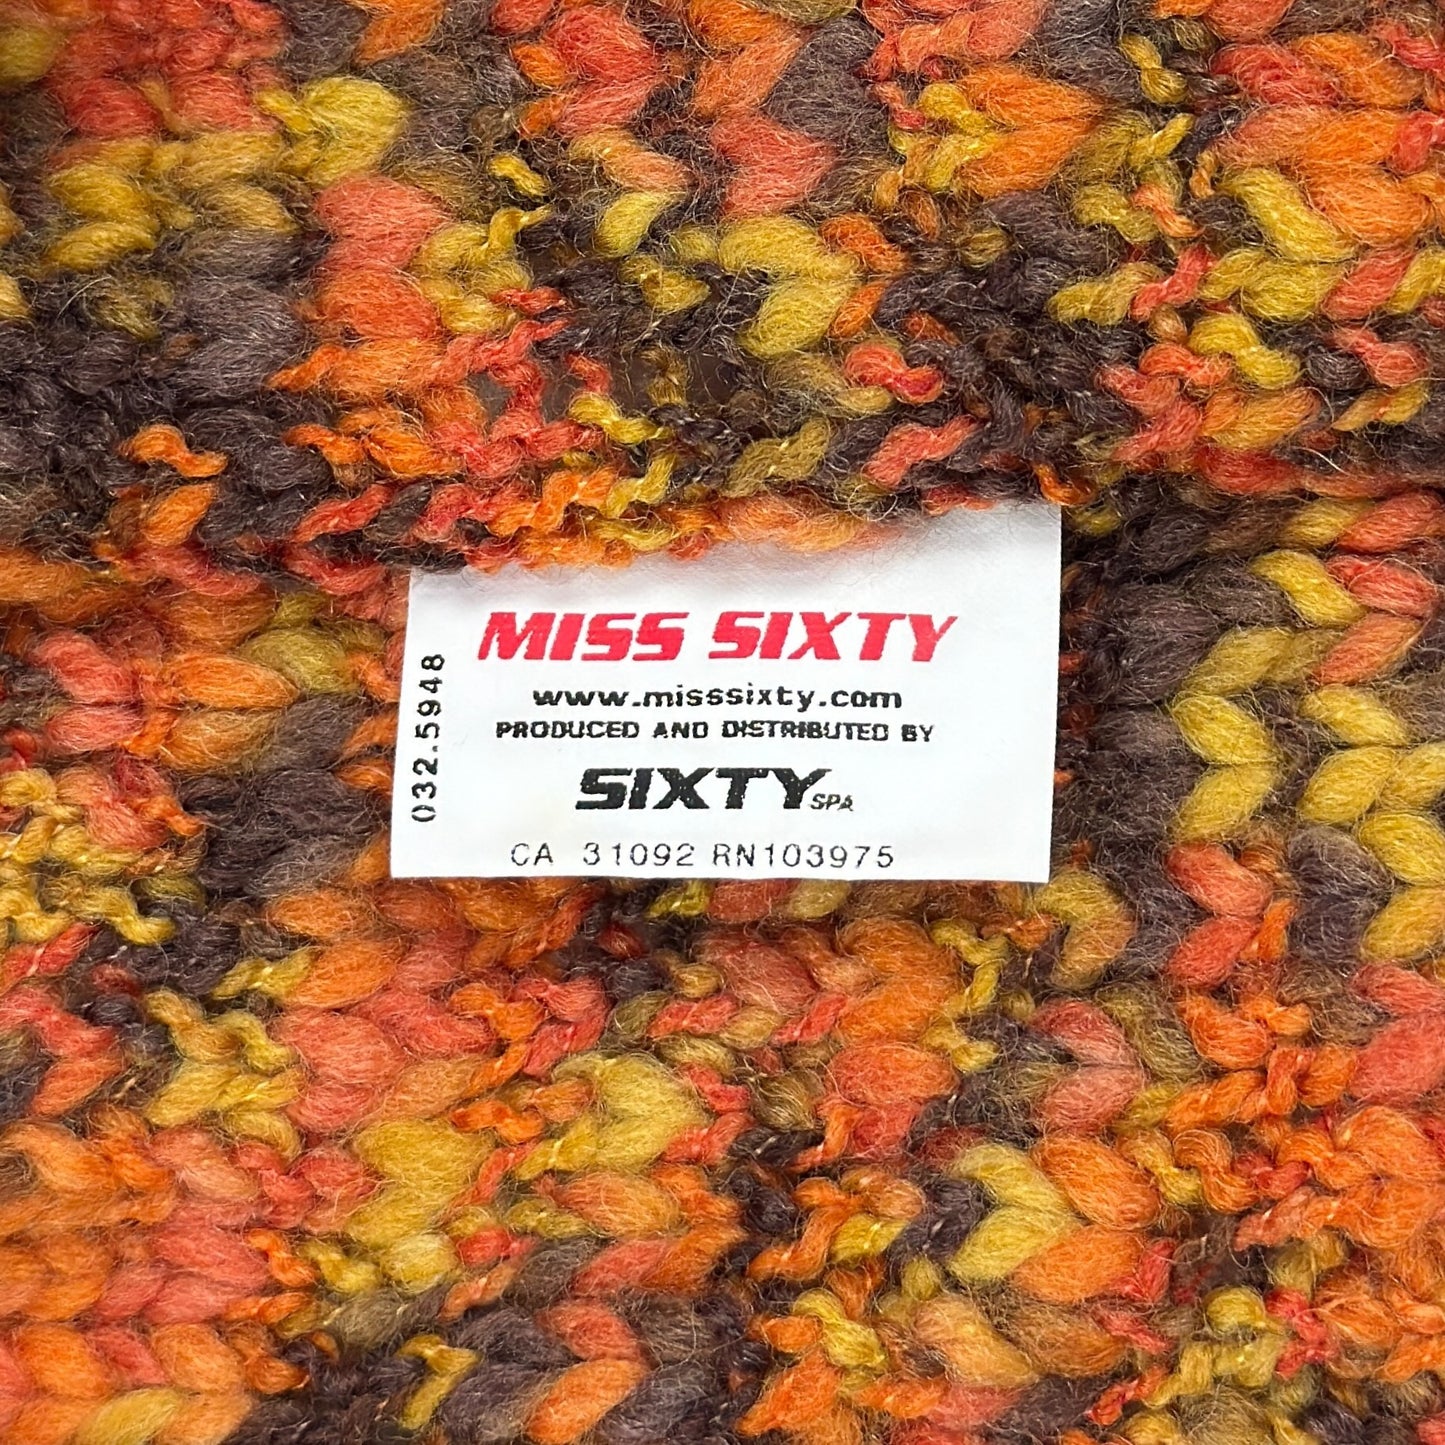 MISS SIXTY
www.misssixty.com
PRODUCED AND DISTRIBUTED BY
SIXTY SPA
CA 31092 RN103975
032.5948